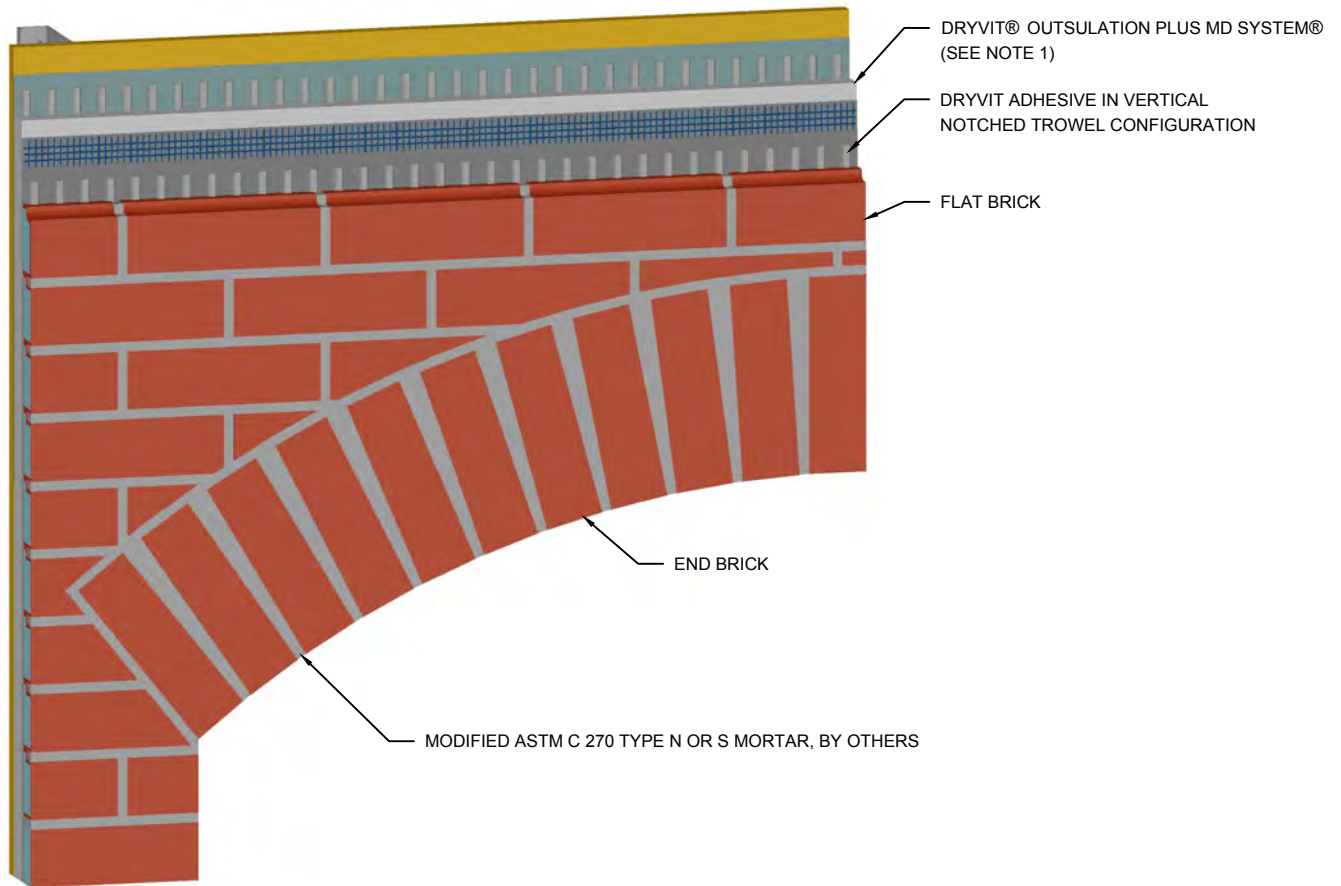 DRYVIT® OUTSULATION PLUS MD SYSTEM®
(SEE NOTE 1)
DRYVIT ADHESIVE IN VERTICAL
NOTCHED TROWEL CONFIGURATION
FLAT BRICK
END BRICK
MODIFIED ASTM C 270 TYPE N OR S MORTAR, BY OTHERS